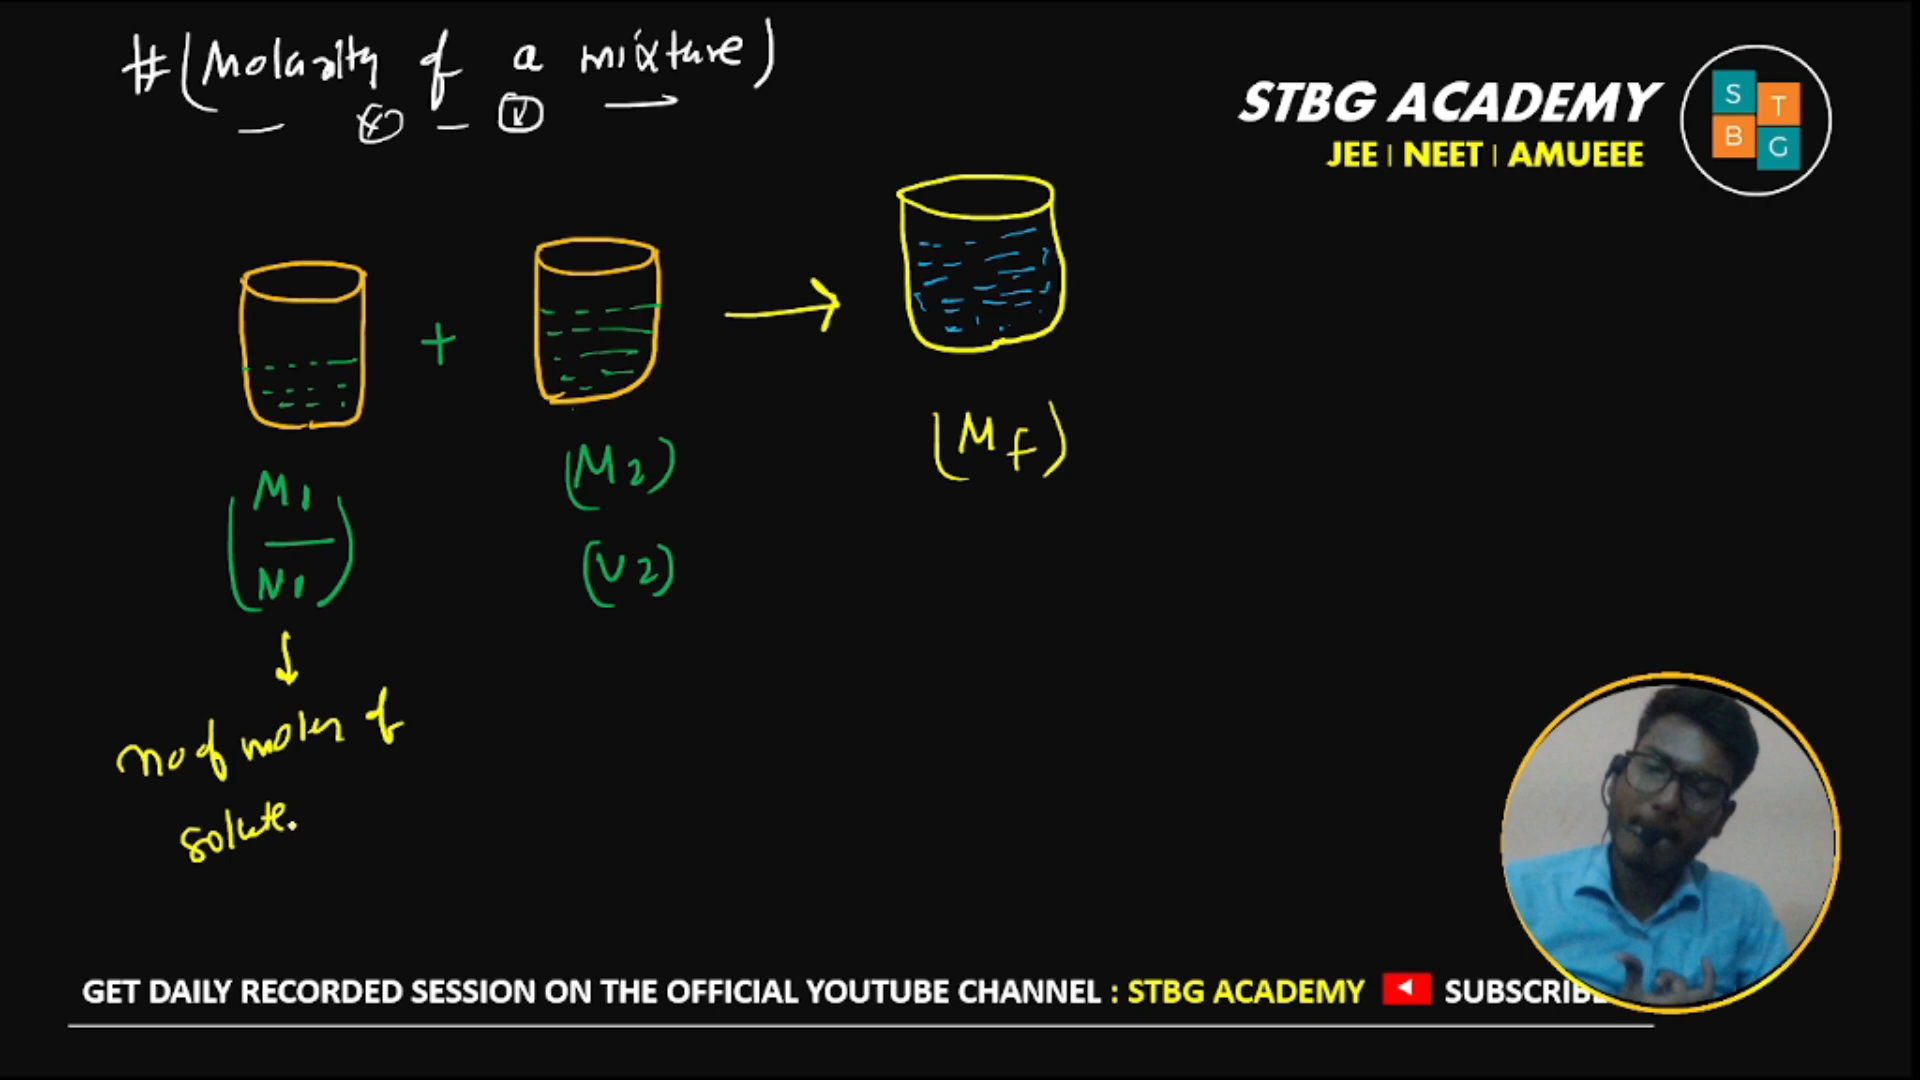 #(Molarity of a mixture)
STBG ACADEMY
JEE | NEET | AMUEEE
S T
B G
+
(M1
N1)
(M2)
(V2)
(Mf)
no of moles of
solute.
GET DAILY RECORDED SESSION ON THE OFFICIAL YOUTUBE CHANNEL : STBG ACADEMY SUBSCRIBE